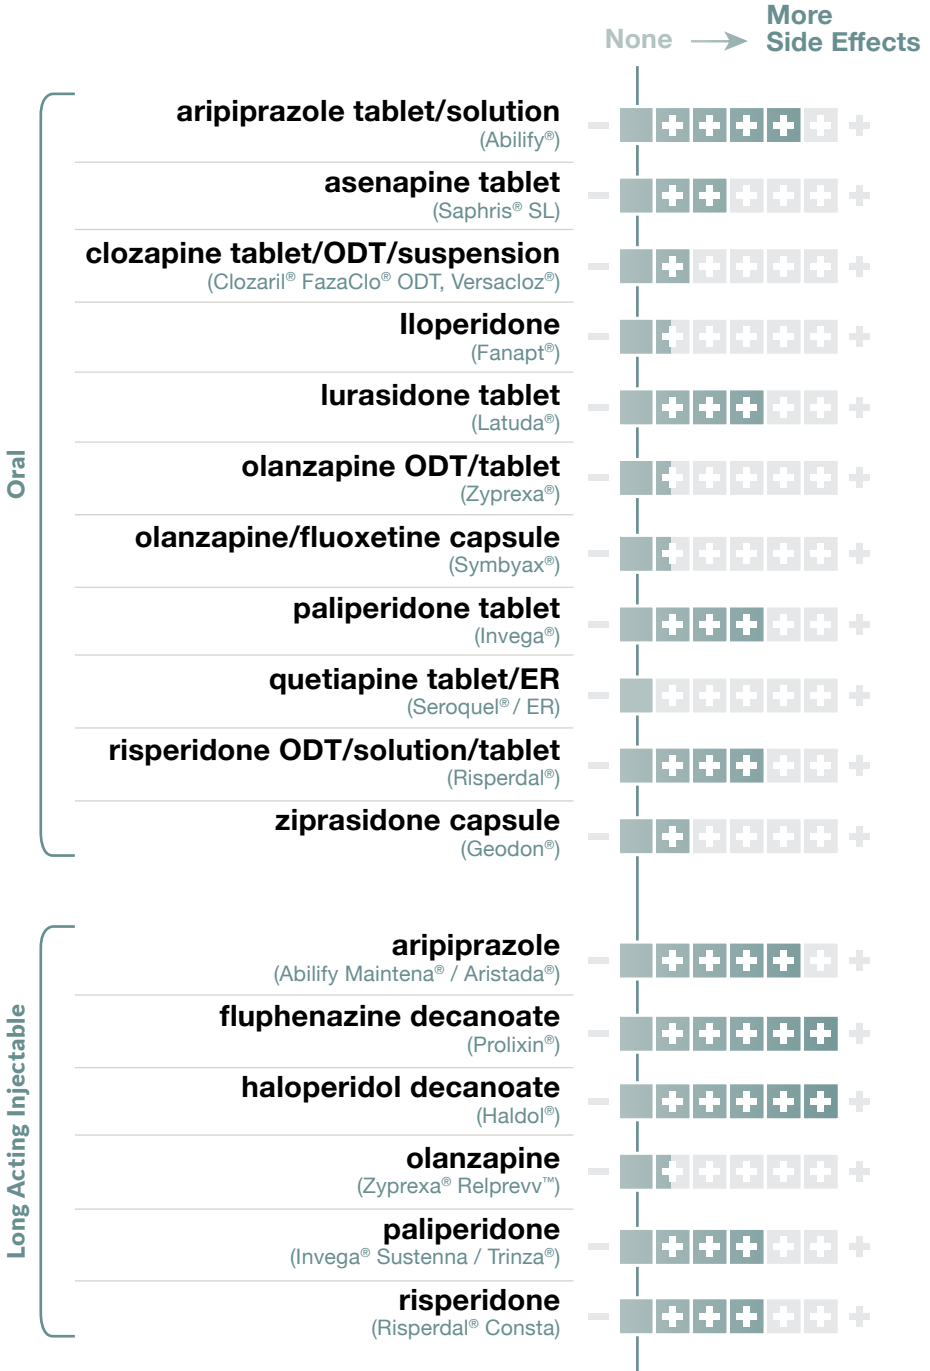 None
More
Side Effects
Oral
aripiprazole tablet/solution
(Abilify®)
asenapine tablet
(Saphris® SL)
clozapine tablet/ODT/suspension
(Clozaril® FazaClo® ODT, Versacloz®)
lloperidone
(Fanapt®)
lurasidone tablet
(Latuda®)
olanzapine ODT/tablet
(Zyprexa®)
olanzapine/fluoxetine capsule
(Symbyax®)
paliperidone tablet
(Invega®)
quetiapine tablet/ER
(Seroquel® / ER)
risperidone ODT/solution/tablet
(Risperdal®)
ziprasidone capsule
(Geodon®)
Long Acting Injectable
aripiprazole
(Abilify Maintena® / Aristada®)
fluphenazine decanoate
(Prolixin®)
haloperidol decanoate
(Haldol®)
olanzapine
(Zyprexa® Relprevv™)
paliperidone
(Invega® Sustenna / Trinza®)
risperidone
(Risperdal® Consta)